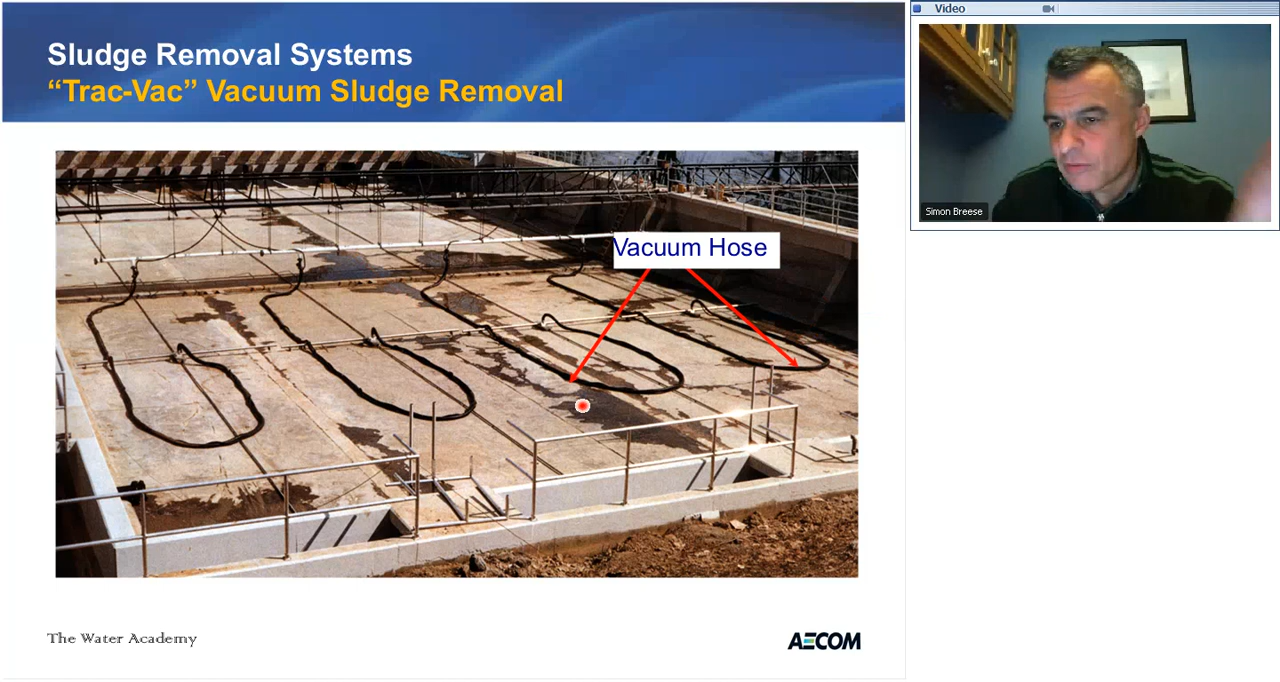 Sludge Removal Systems
“Trac-Vac” Vacuum Sludge Removal
Vacuum Hose
The Water Academy
AECOM
Video
Simon Breese